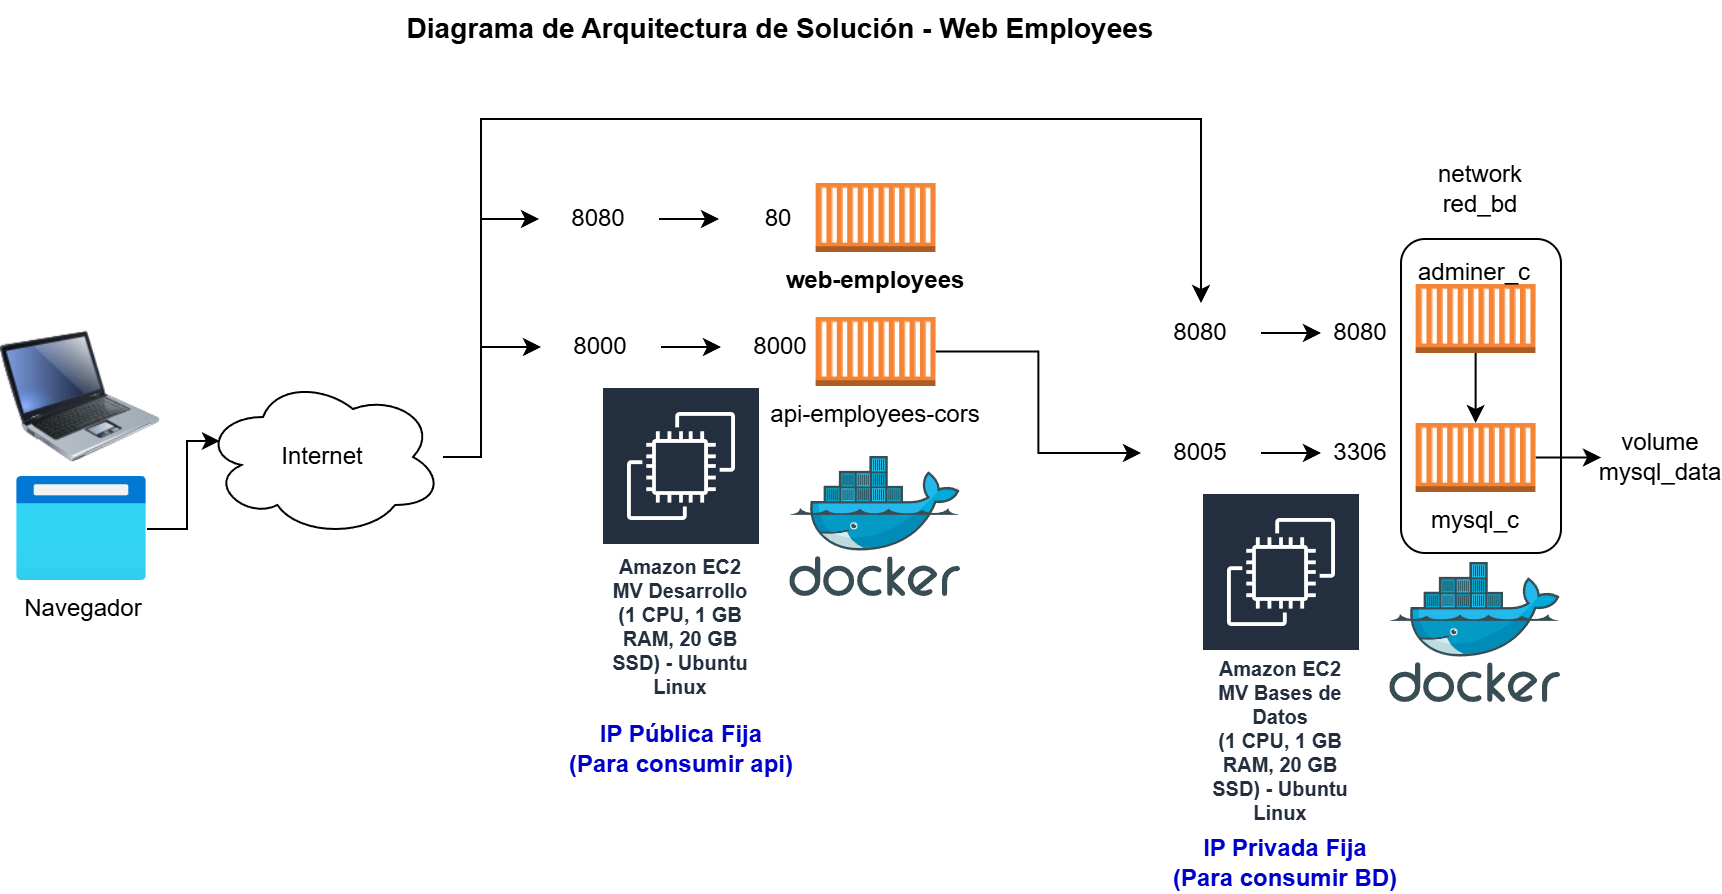 Diagrama de Arquitectura de Solución - Web Employees
network
red_bd
8080
80
web-employees
adminer_c
8080
8080
8000
8000
api-employees-cors
Internet
8005
3306
volume
mysql_data
mysql_c
Navegador
docker
Amazon EC2
MV Desarrollo
(1 CPU, 1 GB
RAM, 20 GB
SSD) - Ubuntu
Linux
IP Pública Fija
(Para consumir api)
docker
Amazon EC2
MV Bases de
Datos
(1 CPU, 1 GB
RAM, 20 GB
SSD) - Ubuntu
Linux
IP Privada Fija
(Para consumir BD)